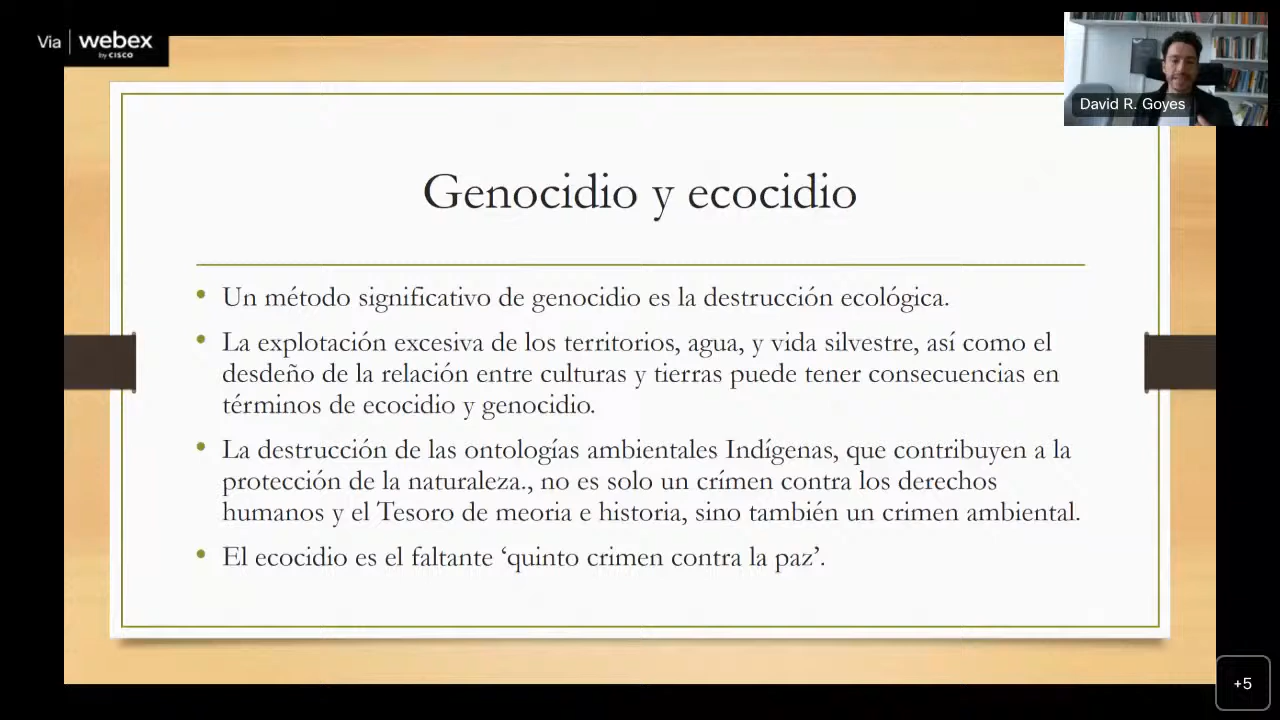 Via | webex
by CISCO
David R. Goyes
Genocidio y ecocidio
• Un método significativo de genocidio es la destrucción ecológica.
• La explotación excesiva de los territorios, agua, y vida silvestre, así como el
desdeño de la relación entre culturas y tierras puede tener consecuencias en
términos de ecocidio y genocidio.
• La destrucción de las ontologías ambientales Indígenas, que contribuyen a la
protección de la naturaleza., no es solo un crímen contra los derechos
humanos y el Tesoro de meoria e historia, sino también un crimen ambiental.
• El ecocidio es el faltante ‘quinto crimen contra la paz’.
+5